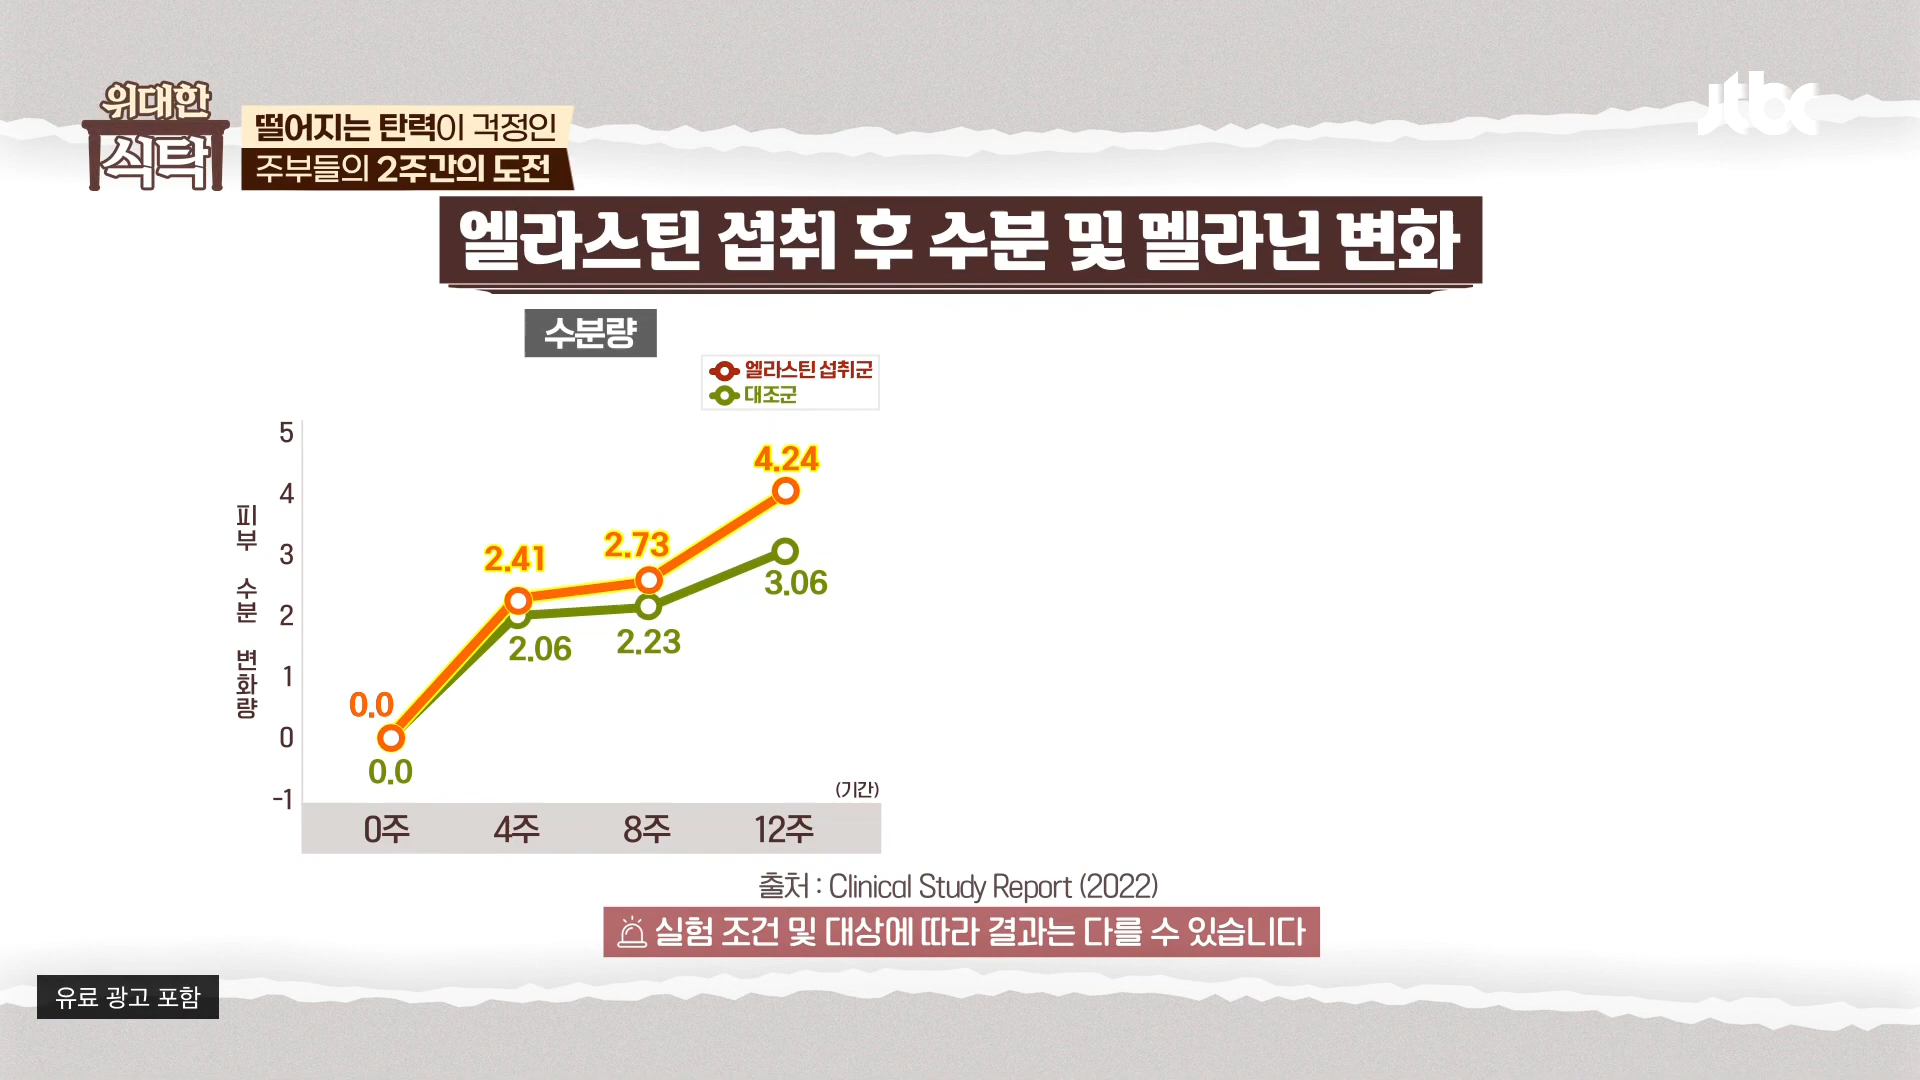 위대한
식탁
떨어지는 탄력이 걱정인
주부들의 2주간의 도전
jtbc
엘라스틴 섭취 후 수분 및 멜라닌 변화
수분량
엘라스틴 섭취군
대조군
피부 수분 변화량
5
4
3
2
1
0
-1
0.0
2.41
2.73
4.24
0.0
2.06
2.23
3.06
(기간)
0주 4주 8주 12주
출처 : Clinical Study Report (2022)
실험 조건 및 대상에 따라 결과는 다를 수 있습니다
유료 광고 포함